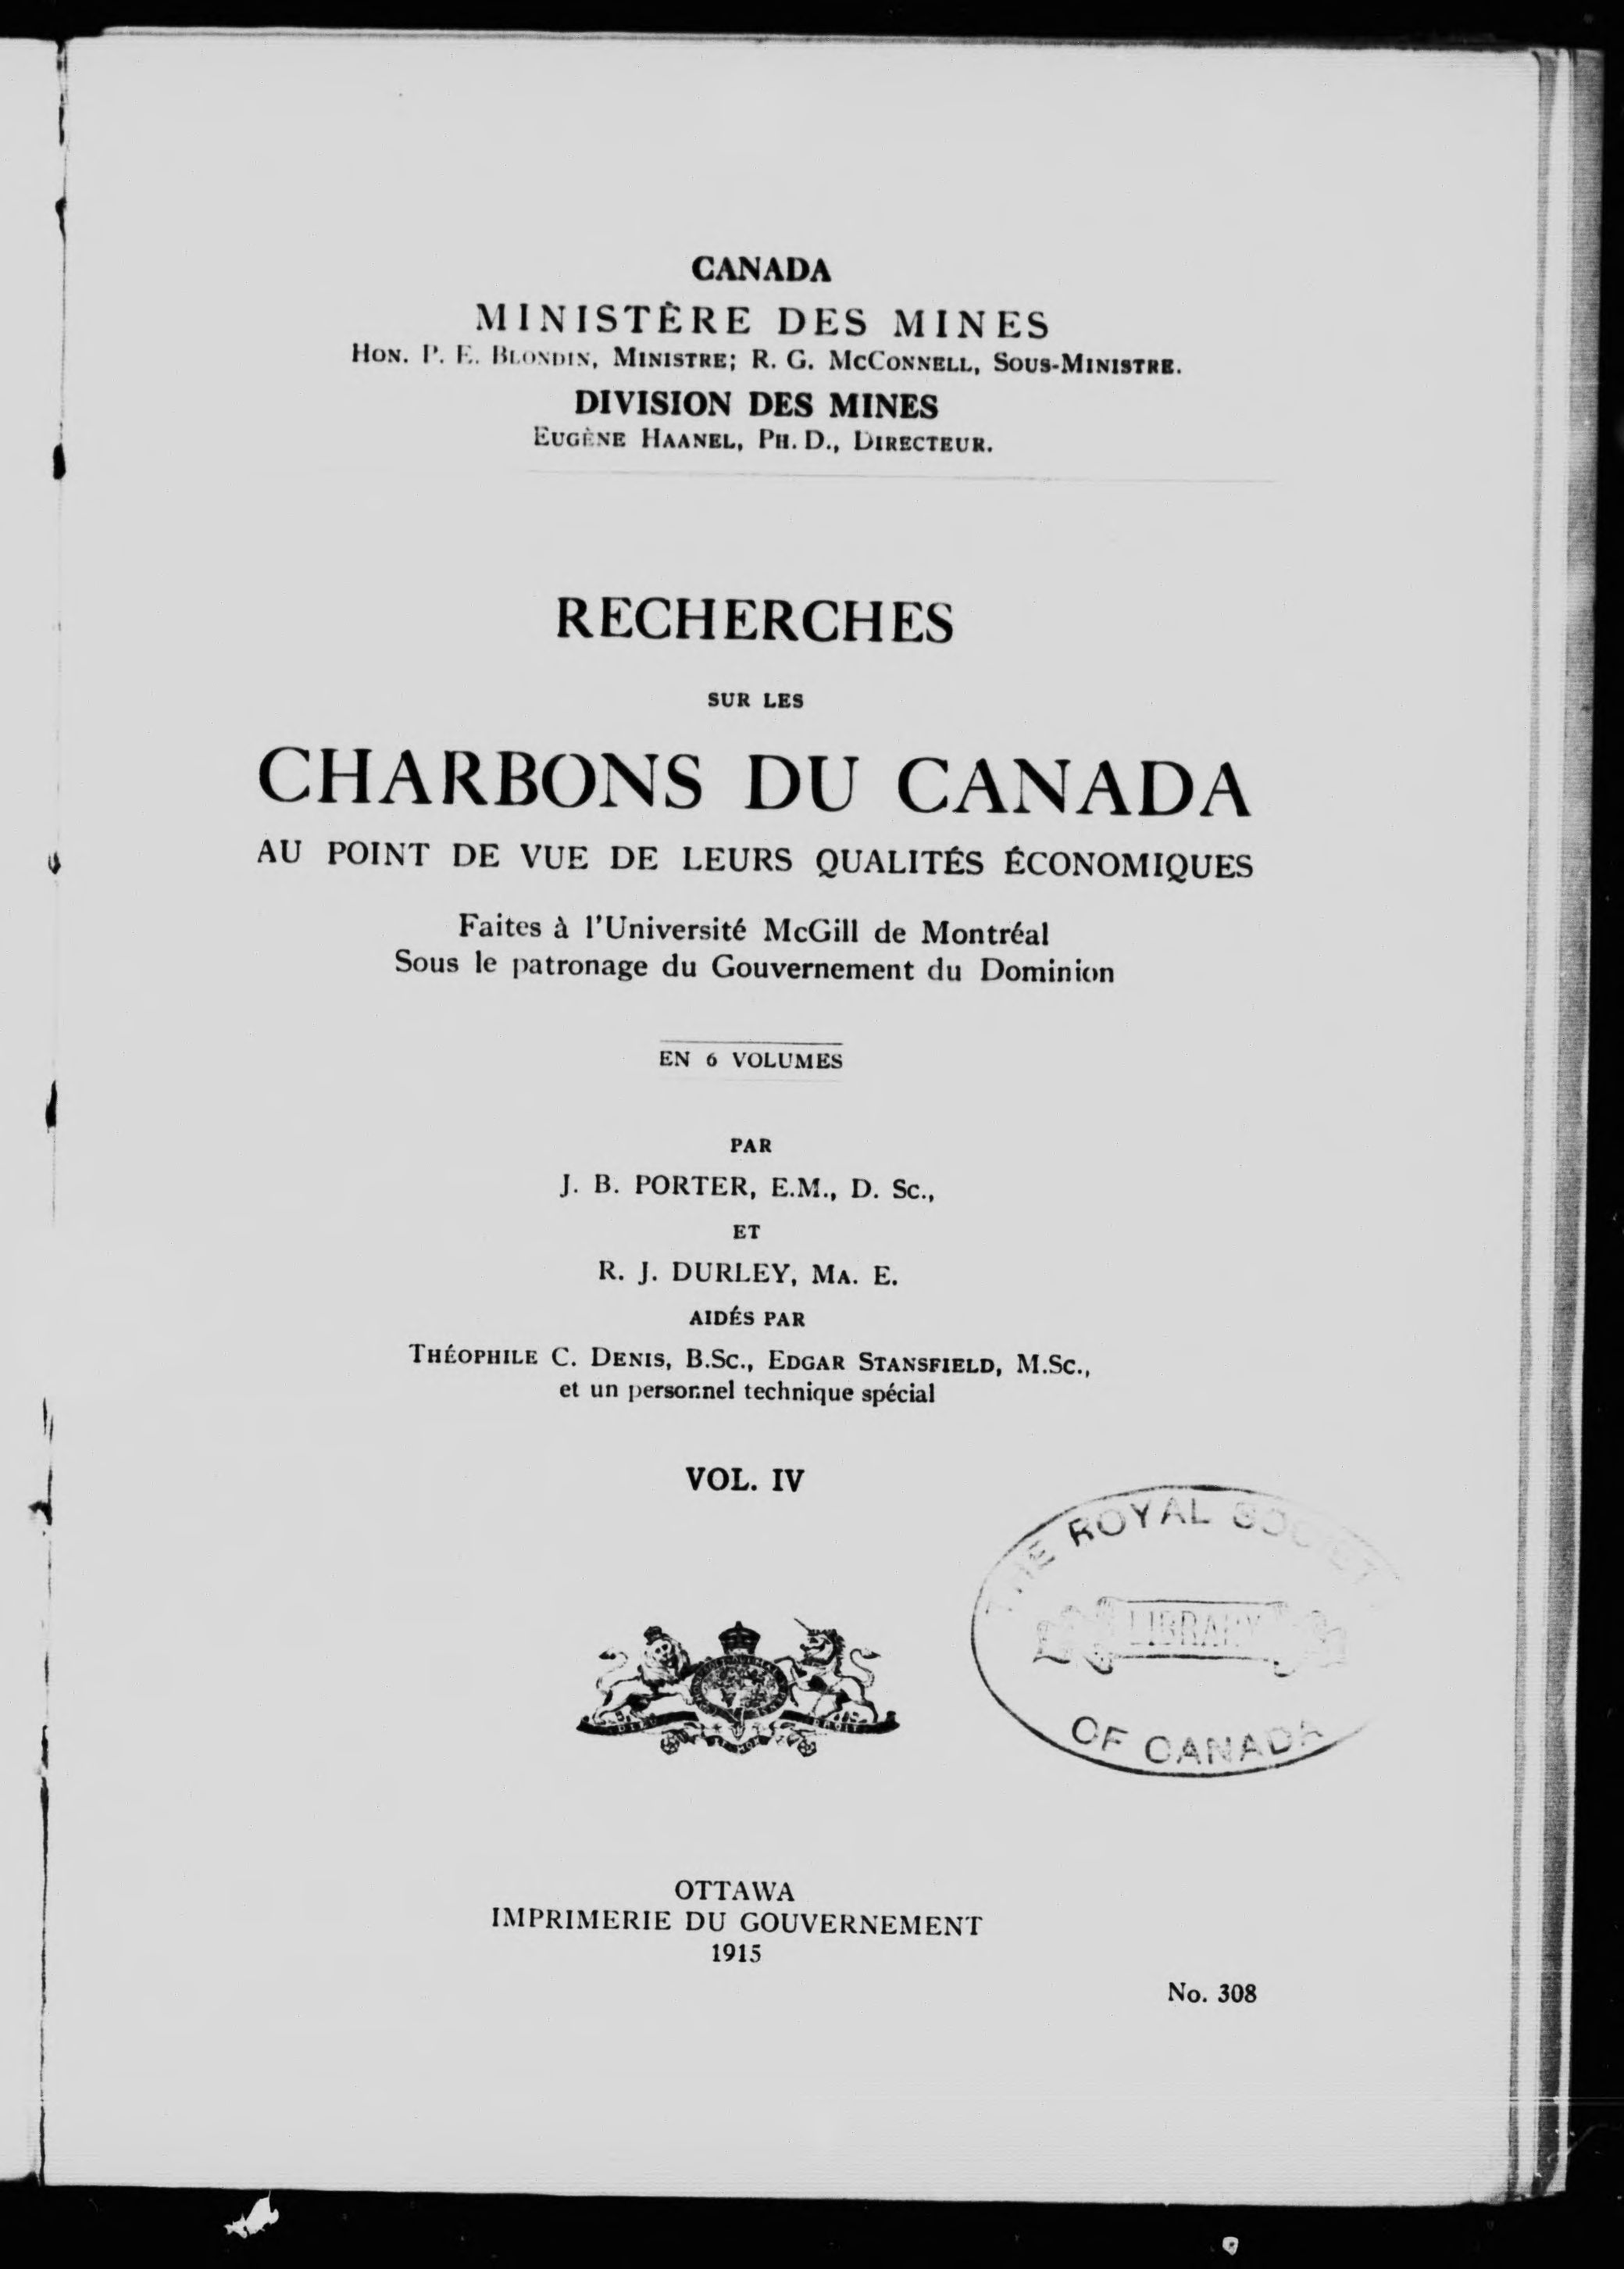 CANADA
MINISTÈRE DES MINES
HON. P. E. BLONDIN, MINISTRE; R. G. MCCONNELL, SOUS-MINISTRE.
DIVISION DES MINES
EUGÈNE HAANEL, PH. D., DIRECTEUR.
RECHERCHES
SUR LES
CHARBONS DU CANADA
AU POINT DE VUE DE LEURS QUALITÉS ÉCONOMIQUES
Faites à l'Université McGill de Montréal
Sous le patronage du Gouvernement du Dominion
EN 6 VOLUMES
PAR
J. B. PORTER, E.M., D. Sc.,
ET
R. J. DURLEY, MA. E.
AIDÉS PAR
THÉOPHILE C. DENIS, B.SC., EDGAR STANSFIELD, M.SC.,
et un personnel technique spécial
VOL. IV
THE ROYAL SOCIETY
LIBRARY
OF CANADA
DIEU ET MON DROIT
OTTAWA
IMPRIMERIE DU GOUVERNEMENT
1915
No. 308